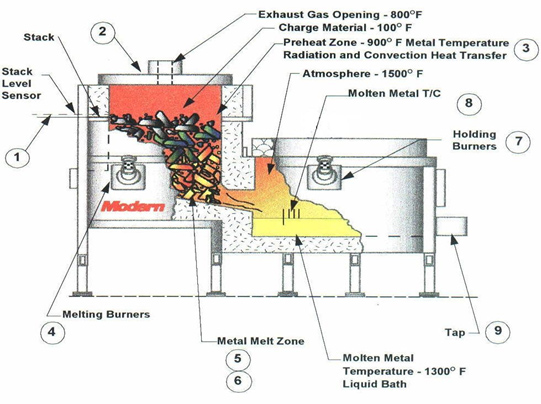 Exhaust Gas Opening - 800°F
Charge Material - 100° F
Preheat Zone - 900° F Metal Temperature
Radiation and Convection Heat Transfer
3
Atmosphere - 1500° F
Molten Metal T/C
8
2
Stack
Stack
Level
Sensor
1
Holding
Burners
7
Modern
4
Melting Burners
Metal Melt Zone
5
6
Molten Metal
Temperature - 1300° F
Liquid Bath
Tap
9